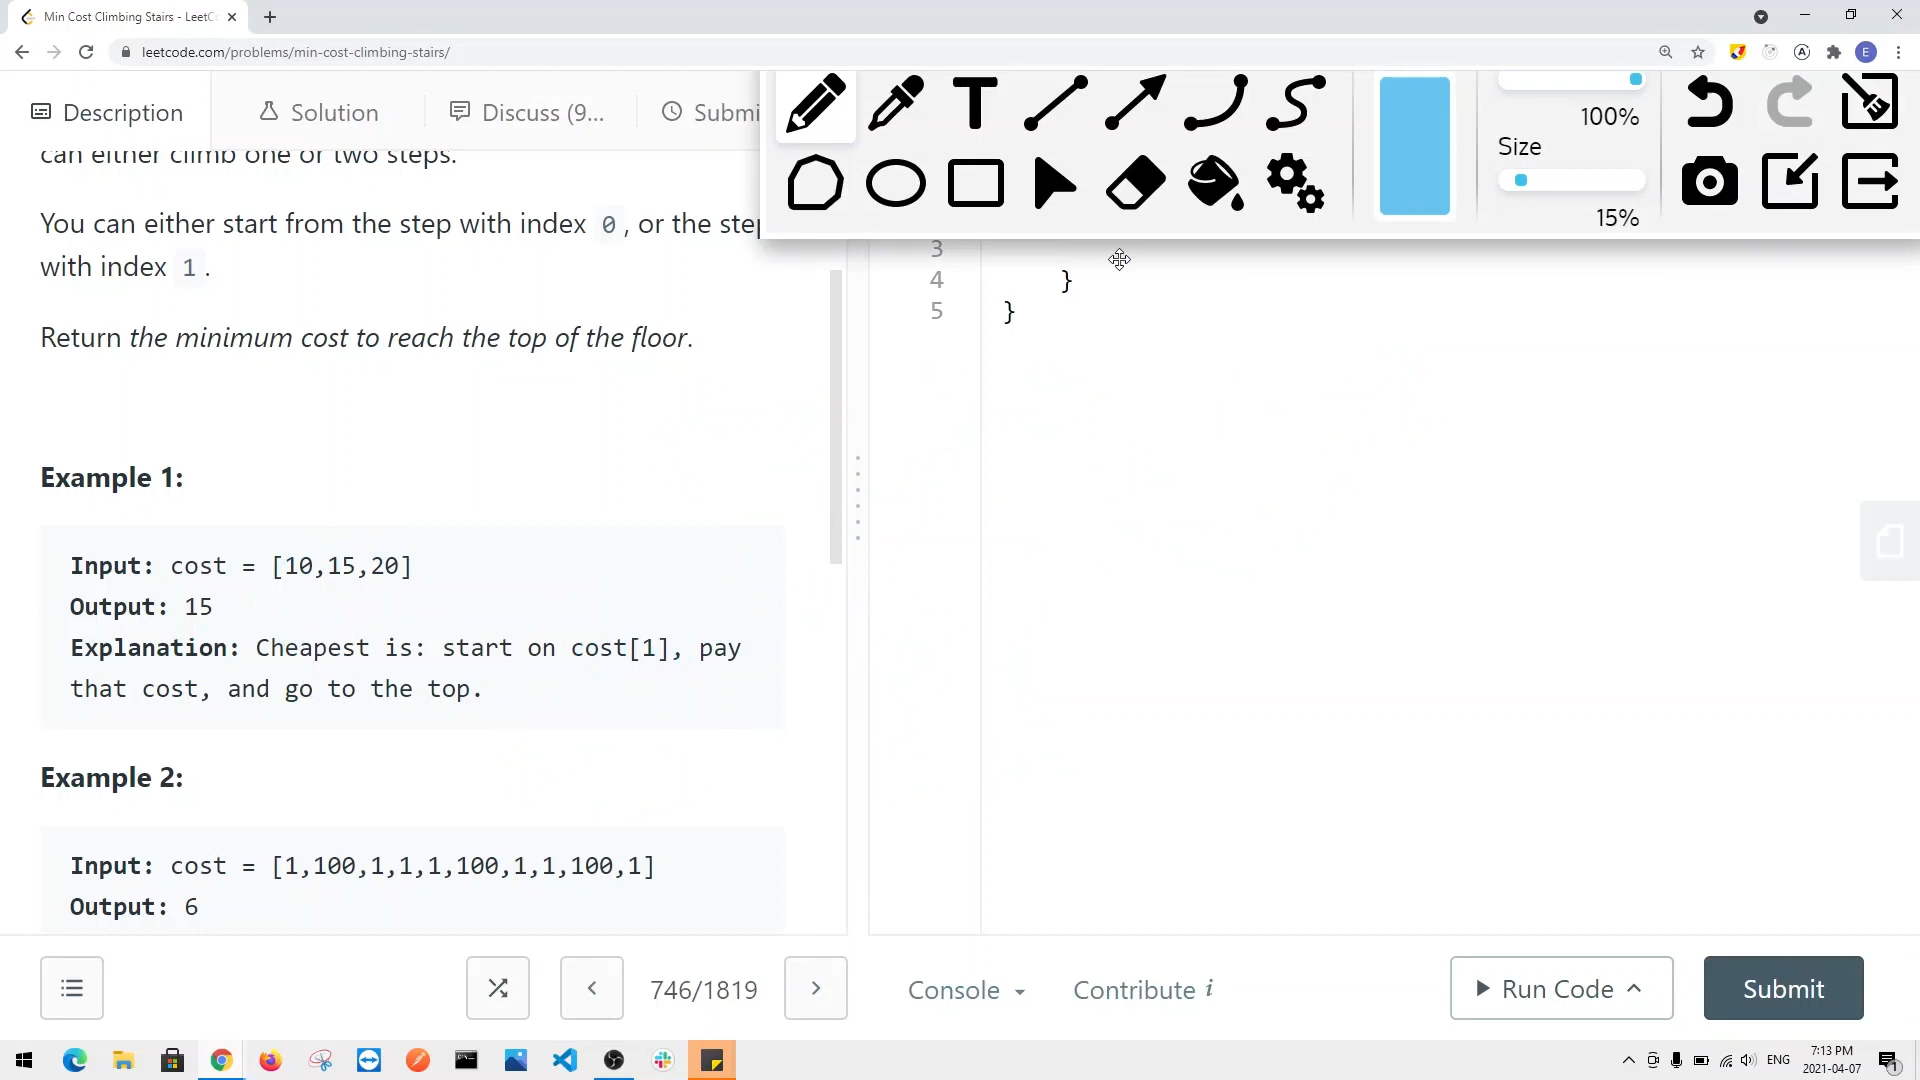 Min Cost Climbing Stairs - LeetC
leetcode.com/problems/min-cost-climbing-stairs/
E
Description
Solution
Discuss (9...
Submi
T
100%
Size
15%
can either climb one or two steps.
You can either start from the step with index 0, or the step
with index 1.
Return the minimum cost to reach the top of the floor.
Example 1:
Input: cost = [10,15,20]
Output: 15
Explanation: Cheapest is: start on cost[1], pay
that cost, and go to the top.
Example 2:
Input: cost = [1,100,1,1,1,100,1,1,100,1]
Output: 6
3
4 }
5 }
746/1819
Console
Contribute i
Run Code
Submit
ENG
7:13 PM
2021-04-07
1